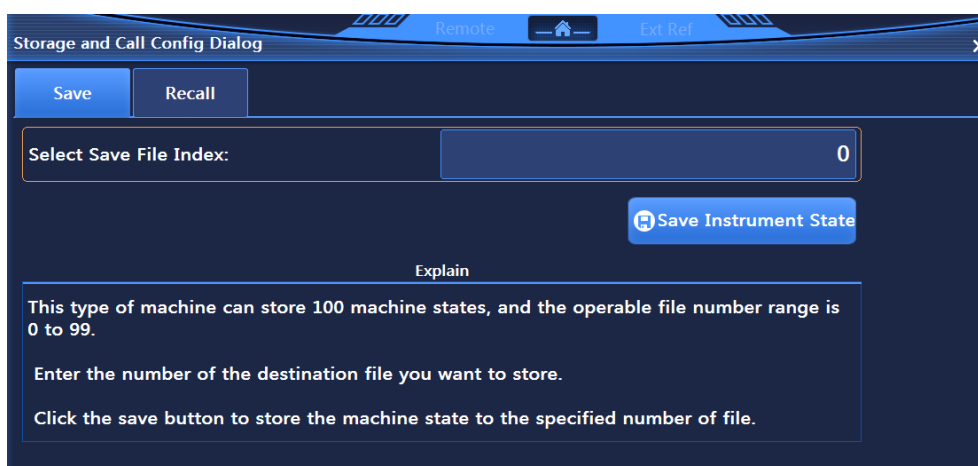 Remote
Ext Ref
Storage and Call Config Dialog
Save
Recall
Select Save File Index:
0
Save Instrument State
Explain
This type of machine can store 100 machine states, and the operable file number range is
0 to 99.
Enter the number of the destination file you want to store.
Click the save button to store the machine state to the specified number of file.